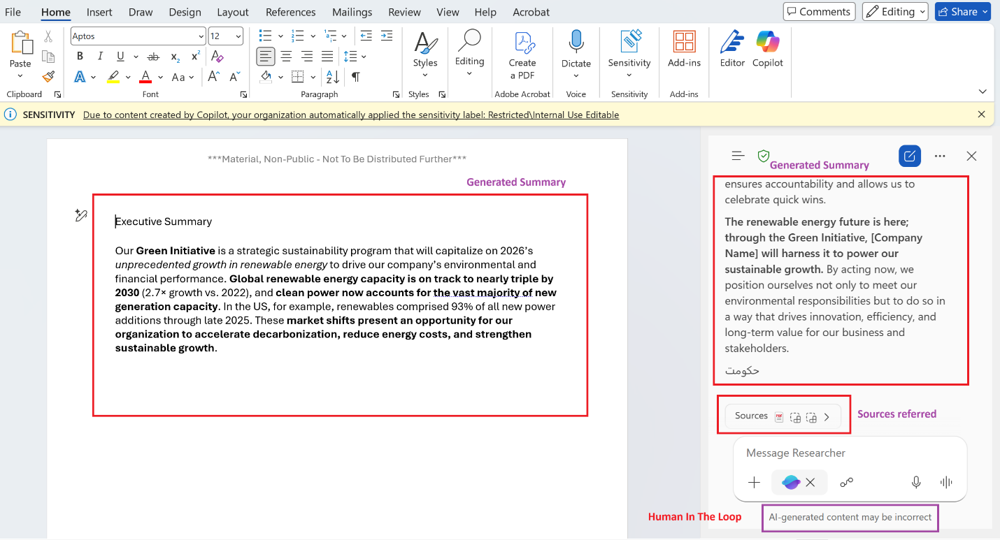 File Home Insert Draw Design Layout References Mailings Review View Help Acrobat
Comments Editing Share
Aptos 12
Paste
B I U ab x₂ x²
A A Aa A A
Styles Editing Create a PDF Dictate Sensitivity Add-ins Editor Copilot
Clipboard Font Paragraph Styles Adobe Acrobat Voice Sensitivity Add-ins
SENSITIVITY Due to content created by Copilot, your organization automatically applied the sensitivity label: Restricted\Internal Use Editable
***Material, Non-Public - Not To Be Distributed Further***
Generated Summary
Executive Summary
Our Green Initiative is a strategic sustainability program that will capitalize on 2026’s
unprecedented growth in renewable energy to drive our company’s environmental and
financial performance. Global renewable energy capacity is on track to nearly triple by
2030 (2.7× growth vs. 2022), and clean power now accounts for the vast majority of new
generation capacity. In the US, for example, renewables comprised 93% of all new power
additions through late 2025. These market shifts present an opportunity for our
organization to accelerate decarbonization, reduce energy costs, and strengthen
sustainable growth.
Generated Summary
ensures accountability and allows us to
celebrate quick wins.
The renewable energy future is here;
through the Green Initiative, [Company
Name] will harness it to power our
sustainable growth. By acting now, we
position ourselves not only to meet our
environmental responsibilities but to do so in
a way that drives innovation, efficiency, and
long-term value for our business and
stakeholders.
حکومت
Sources PDF
Sources referred
Message Researcher
Human In The Loop
AI-generated content may be incorrect